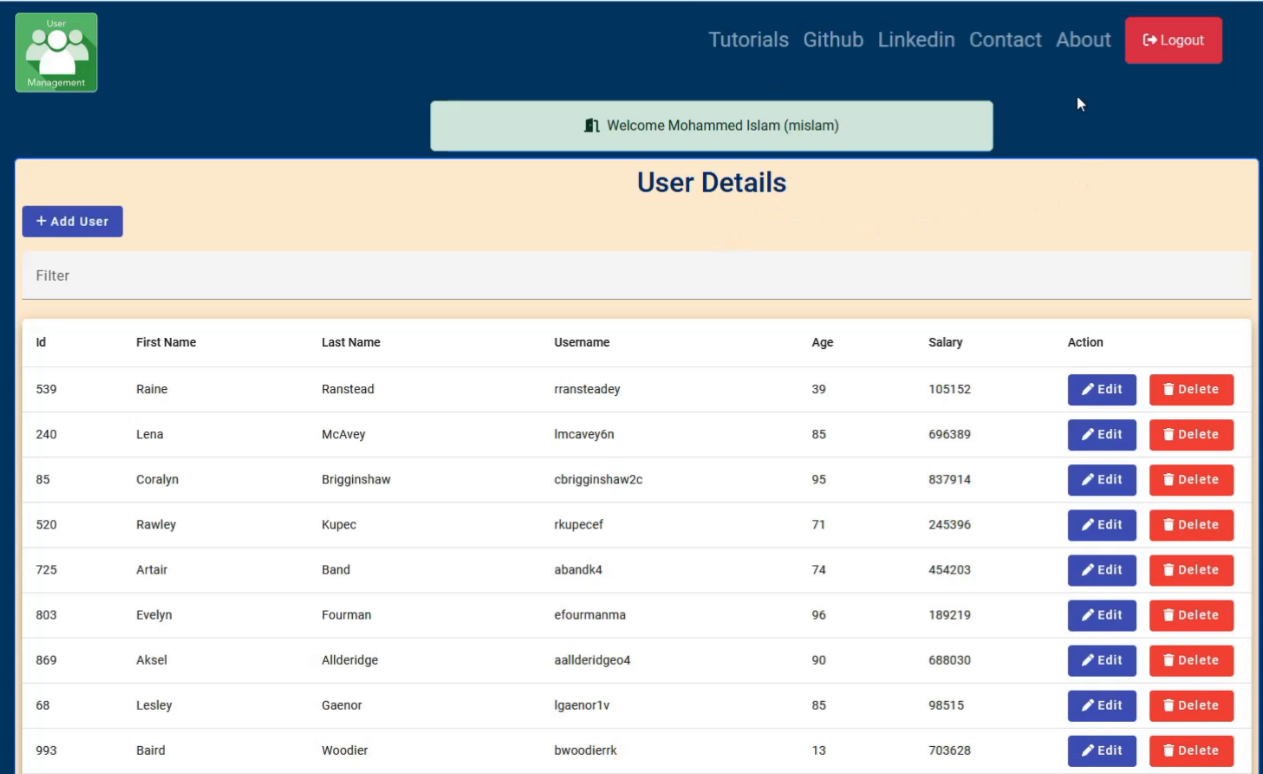 User
Management
Tutorials Github Linkedin Contact About Logout
Welcome Mohammed Islam (mislam)
User Details
+ Add User
Filter
Id First Name Last Name Username Age Salary Action
539 Raine Ranstead rransteadey 39 105152 Edit Delete
240 Lena McAvey lmcavey6n 85 696389 Edit Delete
85 Coralyn Brigginshaw cbrigginshaw2c 95 837914 Edit Delete
520 Rawley Kupec rkupecef 71 245396 Edit Delete
725 Artair Band abandk4 74 454203 Edit Delete
803 Evelyn Fourman efourmanma 96 189219 Edit Delete
869 Aksel Allderidge aallderidgeo4 90 688030 Edit Delete
68 Lesley Gaenor lgaenor1v 85 98515 Edit Delete
993 Baird Woodier bwoodierrk 13 703628 Edit Delete